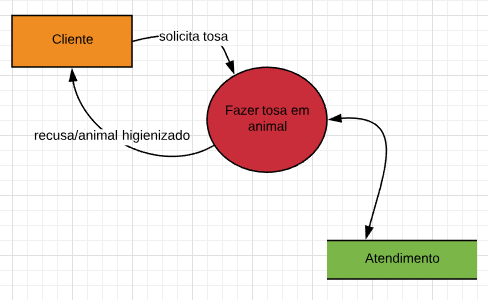 Cliente
solicita tosa
Fazer tosa em
animal
recusa/animal higienizado
Atendimento